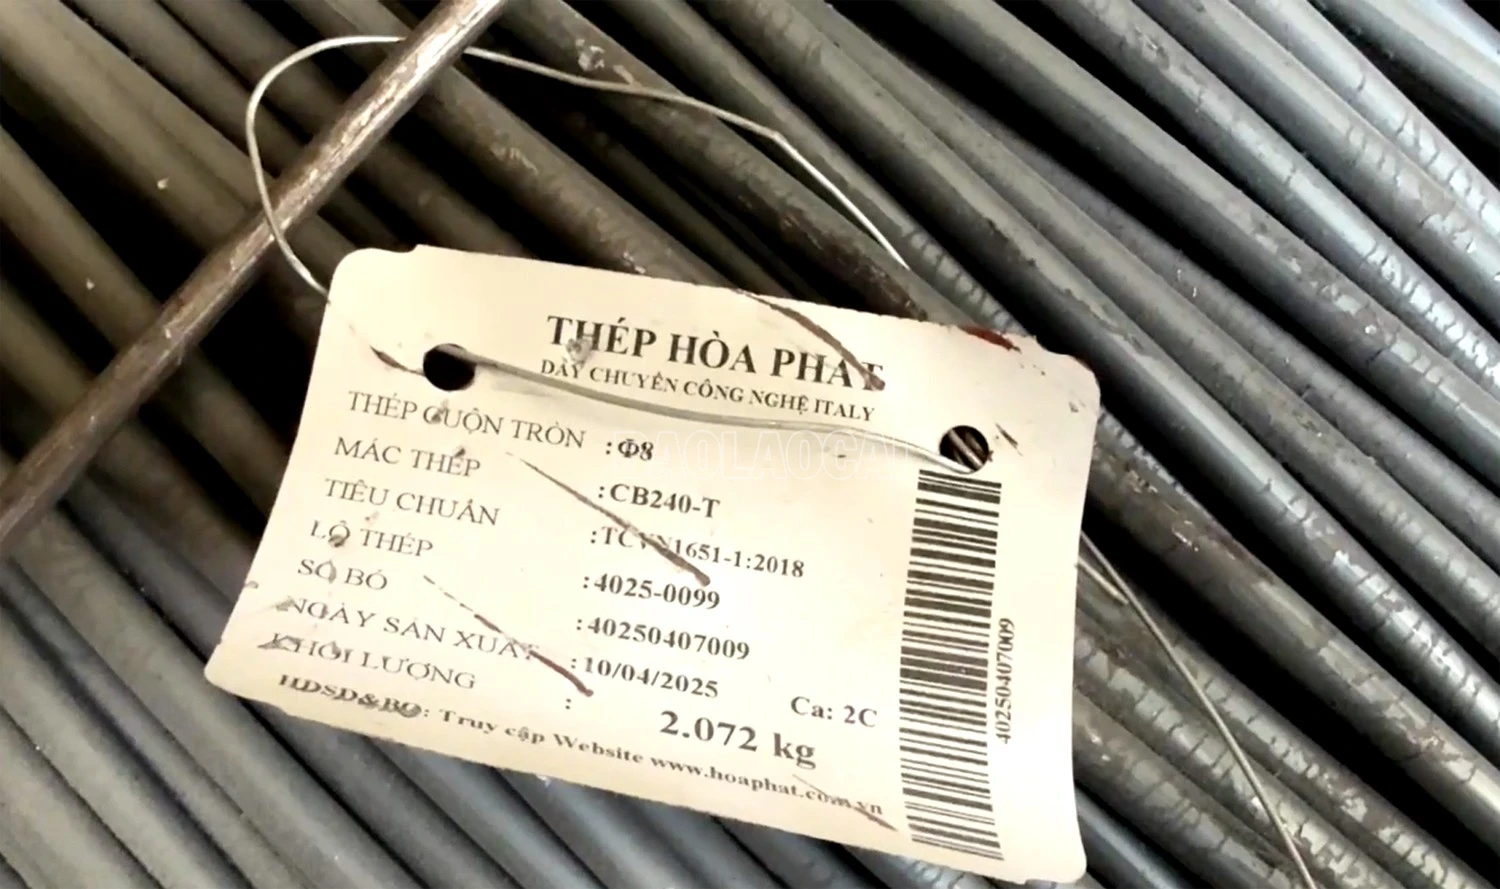 THÉP HÒA PHÁT
DÂY CHUYỀN CÔNG NGHỆ ITALY
THÉP CUỘN TRÒN : Φ8
MÁC THÉP : CB240-T
TIÊU CHUẨN : TCVN1651-1:2018
LÔ THÉP : 4025-0099
SỐ BÓ : 40250407009
NGÀY SẢN XUẤT : 10/04/2025 Ca: 2C
KHỐI LƯỢNG : 2.072 kg
HDSD&BQ: Truy cập Website www.hoaphat.com.vn
40250407009
BAOLAOCAI